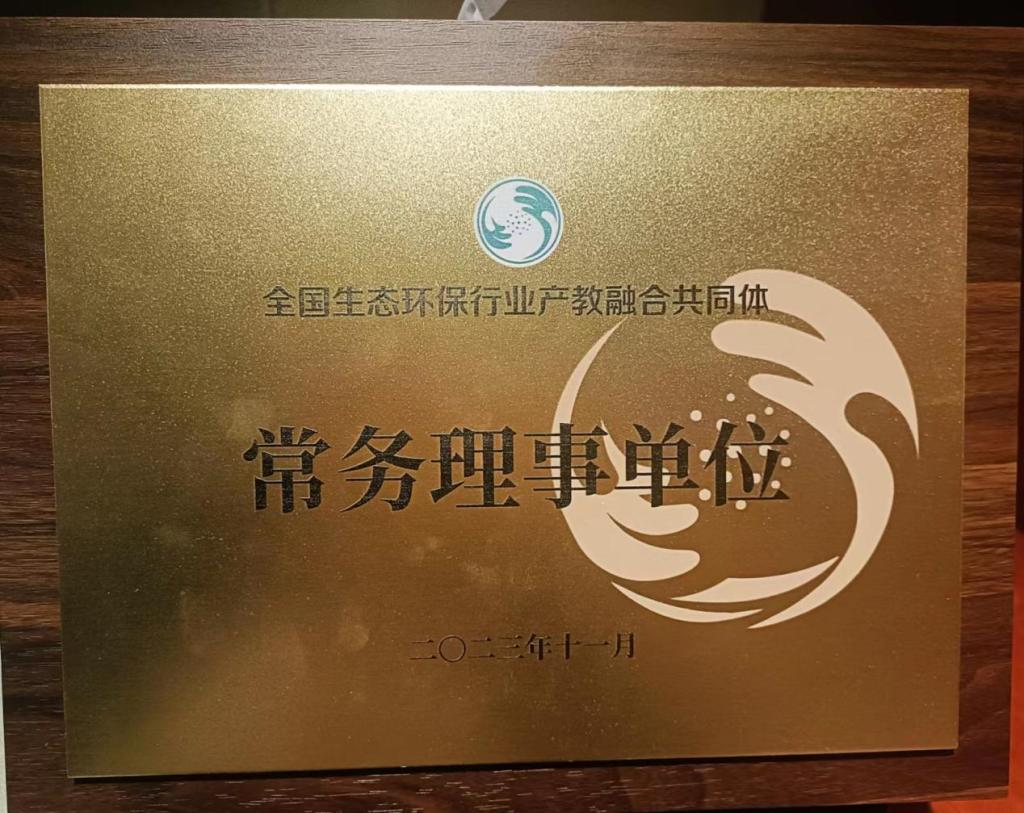 全国生态环保行业产教融合共同体
常务理事单位
二〇二三年十一月